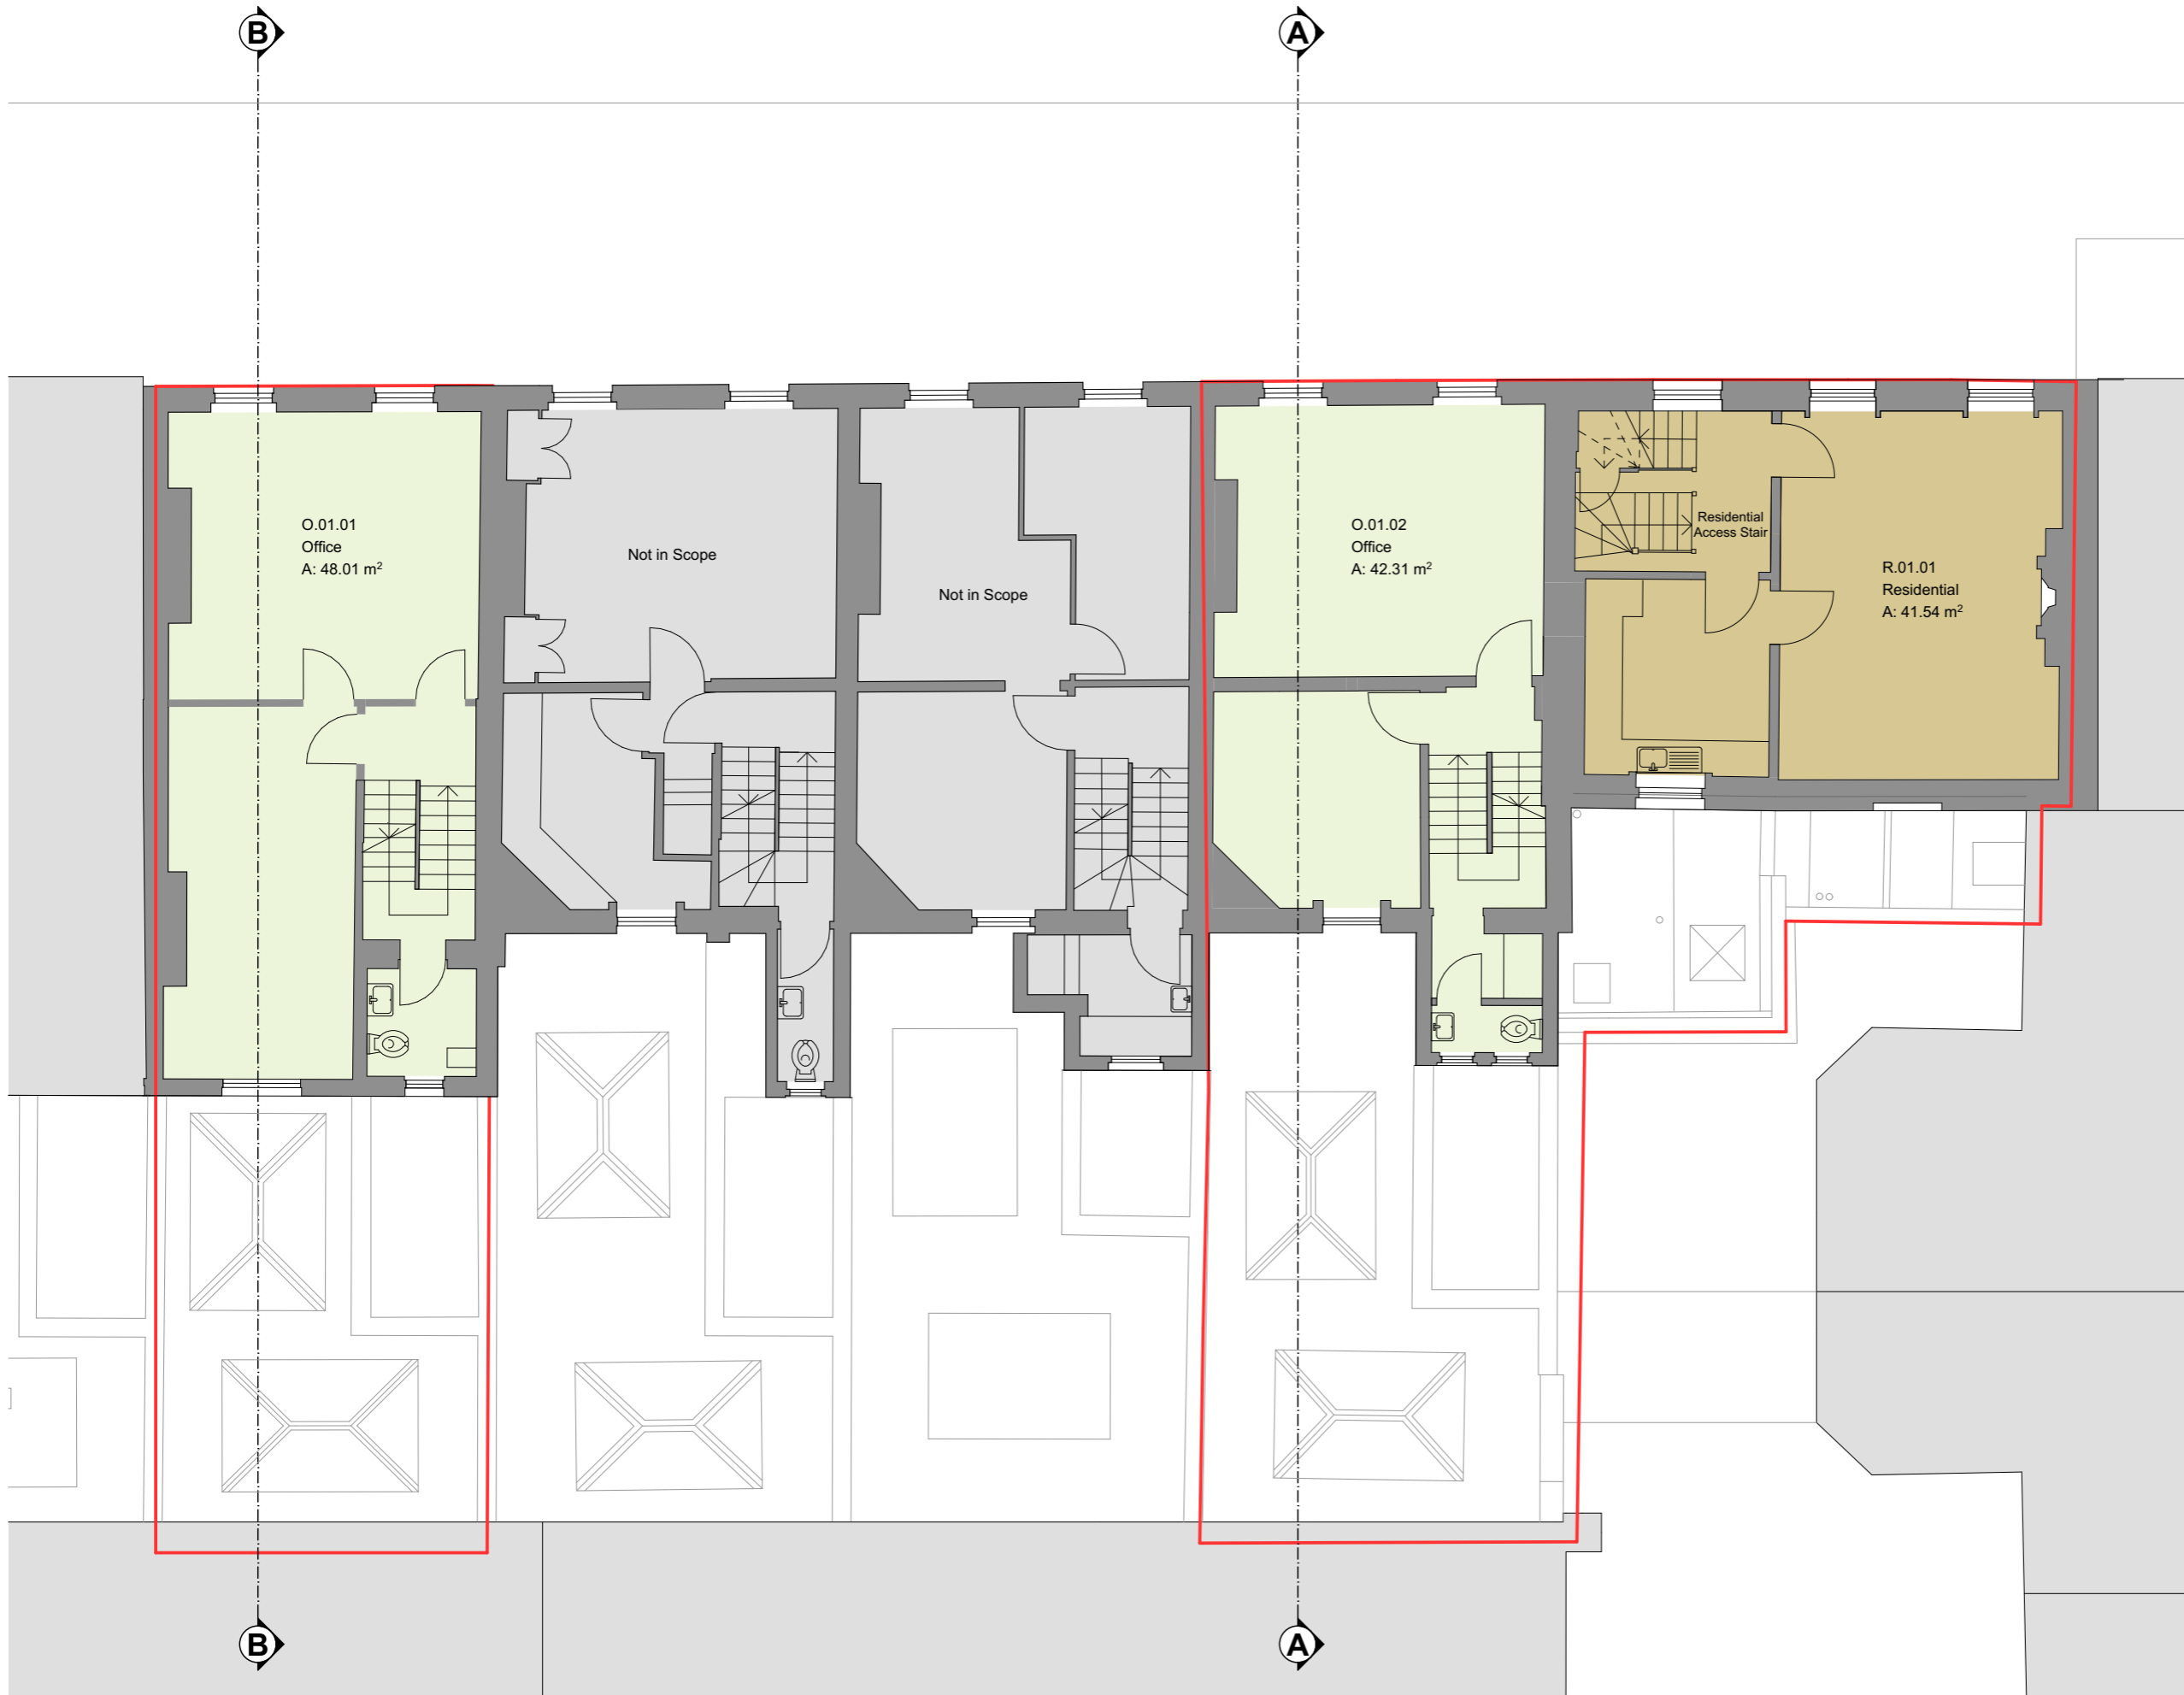 B
A
O.01.01
Office
A: 48.01 m²
Not in Scope
Not in Scope
O.01.02
Office
A: 42.31 m²
Residential
Access Stair
R.01.01
Residential
A: 41.54 m²
B
A